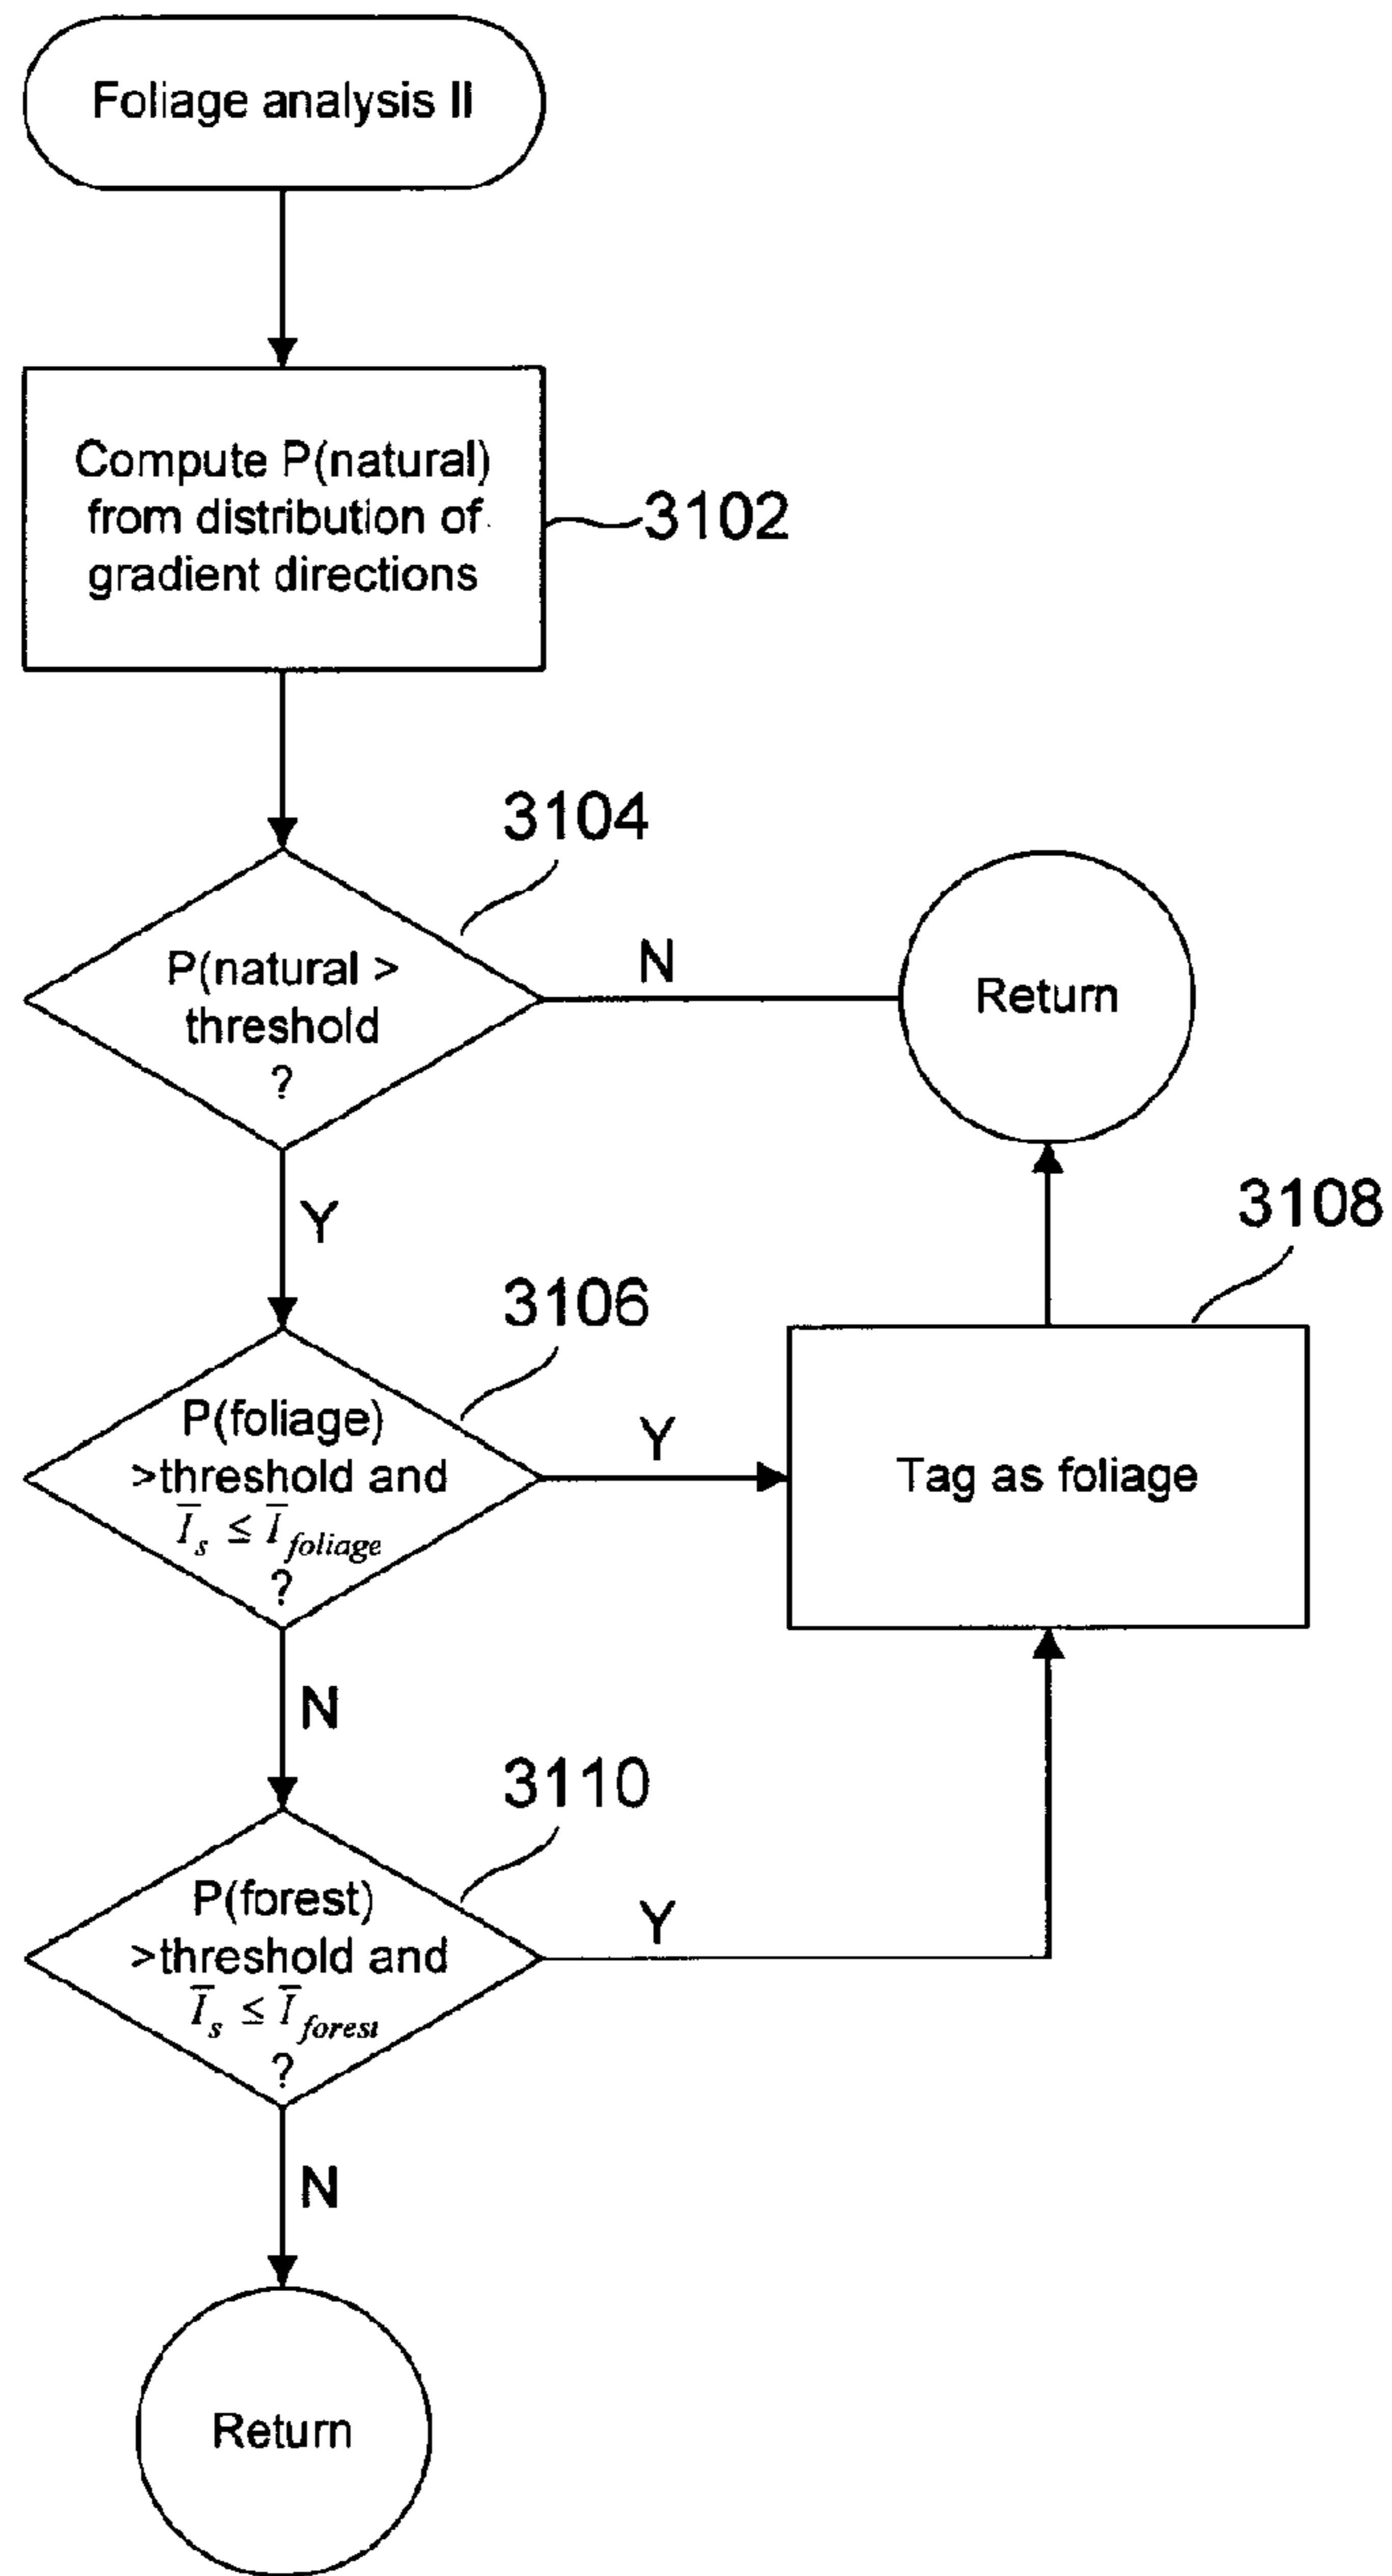 Foliage analysis II
Compute P(natural)
from distribution of
gradient directions
3102
3104
P(natural >
threshold
?
N
Return
Y
3108
3106
P(foliage)
>threshold and
Ī_s ≤ Ī_foliage
?
Y
Tag as foliage
N
3110
P(forest)
>threshold and
Ī_s ≤ Ī_forest
?
Y
N
Return